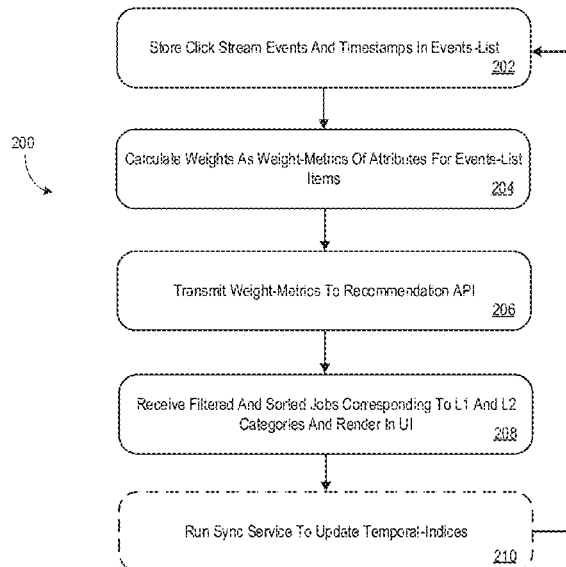 Store Click Stream Events And Timestamps In Events-List
202
200
Calculate Weights As Weight-Metrics Of Attributes For Events-List
Items
204
Transmit Weight-Metrics To Recommendation API
206
Receive Filtered And Sorted Jobs Corresponding To L1 And L2
Categories And Render In UI
208
Run Sync Service To Update Temporal-Indices
210